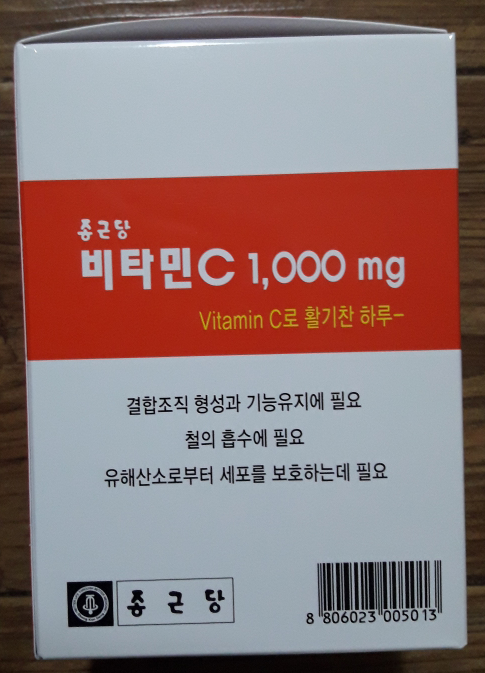 종근당
비타민C 1,000 mg
Vitamin C로 활기찬 하루-
결합조직 형성과 기능유지에 필요
철의 흡수에 필요
유해산소로부터 세포를 보호하는데 필요
종근당
8 806023 005013